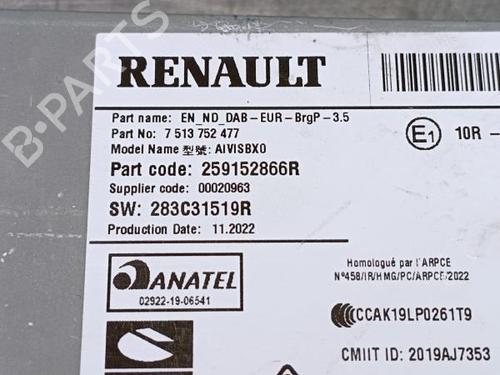 RENAULT
Part name: EN_ND_DAB-EUR-BrgP-3.5
Part No: 7 513 752 477
Model Name 型號: AIVISBX0
Part code: 259152866R
Supplier code: 00020963
SW: 283C31519R
Production Date: 11.2022
E1 10R -
ANATEL
02922-19-06541
Homologué par l'ARPCE
N°458/IR/HMG/PC/ARPCE/2022
CCAK19LP0261T9
CMIIT ID: 2019AJ7353
B-PARTS